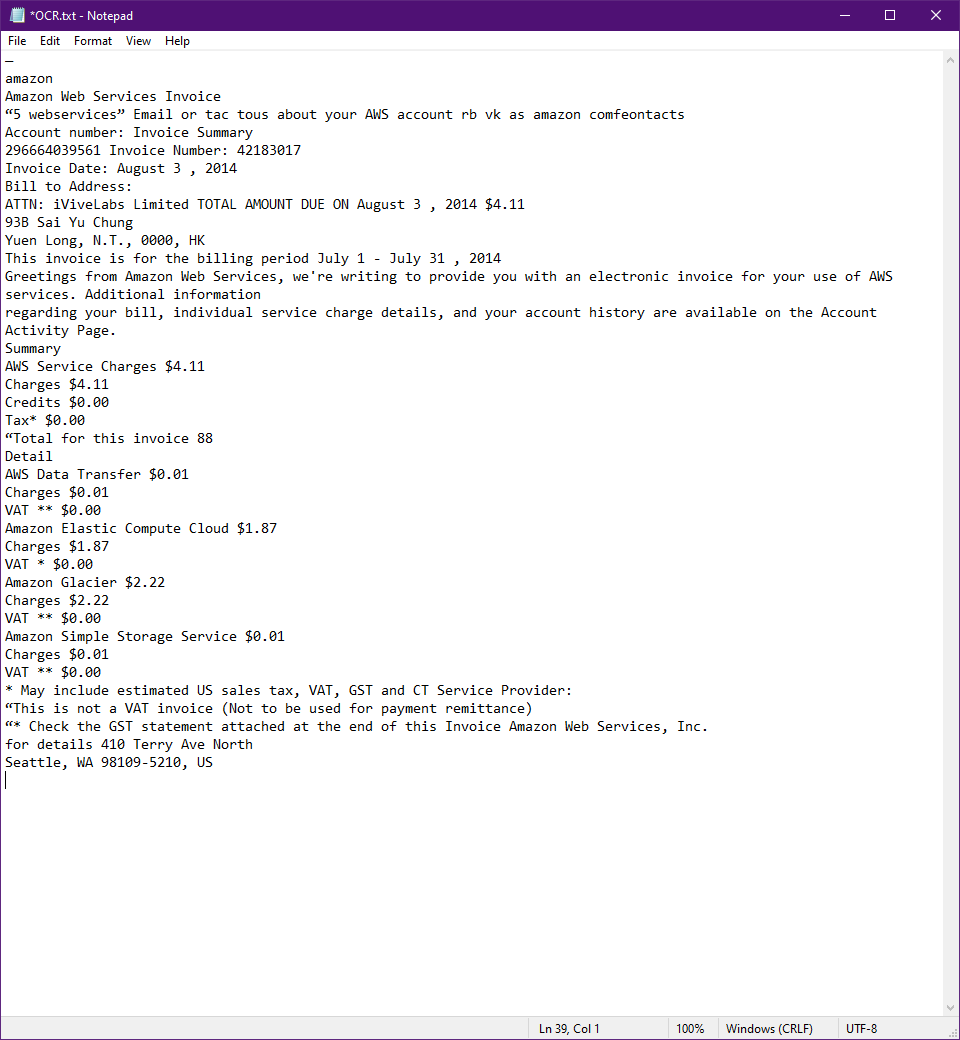 *OCR.txt - Notepad
File Edit Format View Help
—
amazon
Amazon Web Services Invoice
“5 webservices” Email or tac tous about your AWS account rb vk as amazon comfeontacts
Account number: Invoice Summary
296664039561 Invoice Number: 42183017
Invoice Date: August 3 , 2014
Bill to Address:
ATTN: iViveLabs Limited TOTAL AMOUNT DUE ON August 3 , 2014 $4.11
93B Sai Yu Chung
Yuen Long, N.T., 0000, HK
This invoice is for the billing period July 1 - July 31 , 2014
Greetings from Amazon Web Services, we're writing to provide you with an electronic invoice for your use of AWS
services. Additional information
regarding your bill, individual service charge details, and your account history are available on the Account
Activity Page.
Summary
AWS Service Charges $4.11
Charges $4.11
Credits $0.00
Tax* $0.00
“Total for this invoice 88
Detail
AWS Data Transfer $0.01
Charges $0.01
VAT ** $0.00
Amazon Elastic Compute Cloud $1.87
Charges $1.87
VAT * $0.00
Amazon Glacier $2.22
Charges $2.22
VAT ** $0.00
Amazon Simple Storage Service $0.01
Charges $0.01
VAT ** $0.00
* May include estimated US sales tax, VAT, GST and CT Service Provider:
“This is not a VAT invoice (Not to be used for payment remittance)
“* Check the GST statement attached at the end of this Invoice Amazon Web Services, Inc.
for details 410 Terry Ave North
Seattle, WA 98109-5210, US
Ln 39, Col 1 100% Windows (CRLF) UTF-8